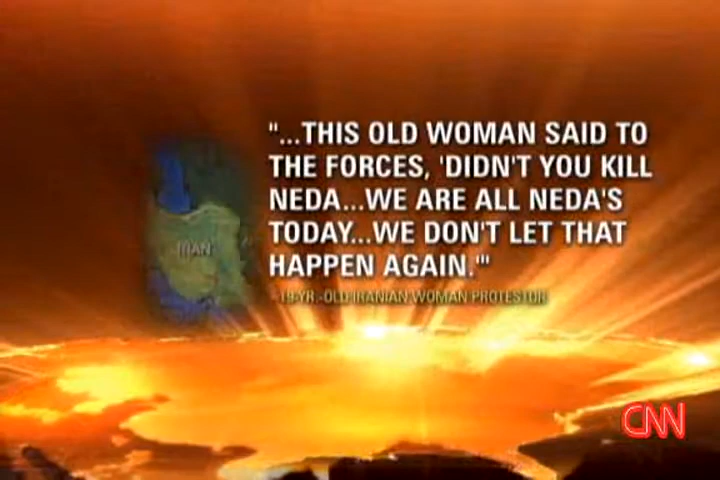 "...THIS OLD WOMAN SAID TO
THE FORCES, 'DIDN'T YOU KILL
NEDA...WE ARE ALL NEDA'S
TODAY...WE DON'T LET THAT
HAPPEN AGAIN.'"
- 19-YR.-OLD IRANIAN WOMAN PROTESTOR
IRAN
CNN